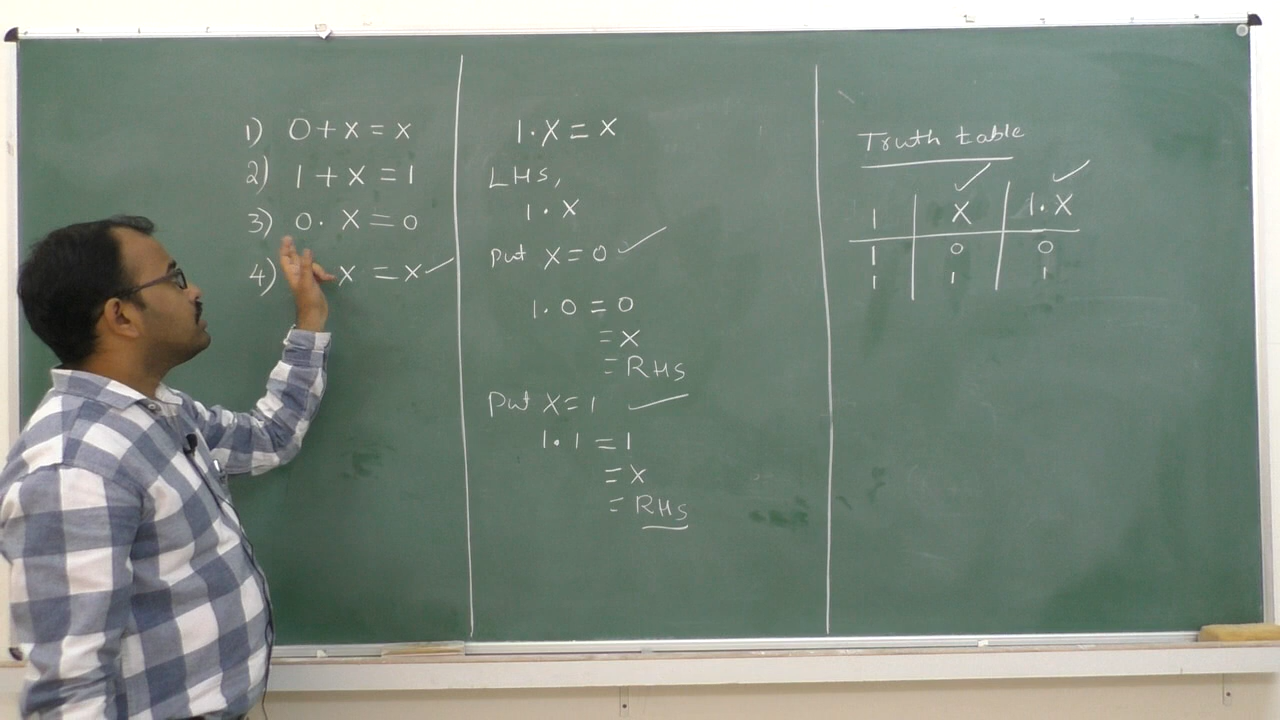 1) 0+x=x
2) 1+x=1
3) 0·x=0
4) x=x✓
1·x=x
LHS,
1·x
Put x=0 ✓
1·0=0
=x
=RHS
Put x=1 ✓
1·1=1
=x
=RHS
Truth table
✓ ✓
1 x 1·x
1 0 0
1 1 1